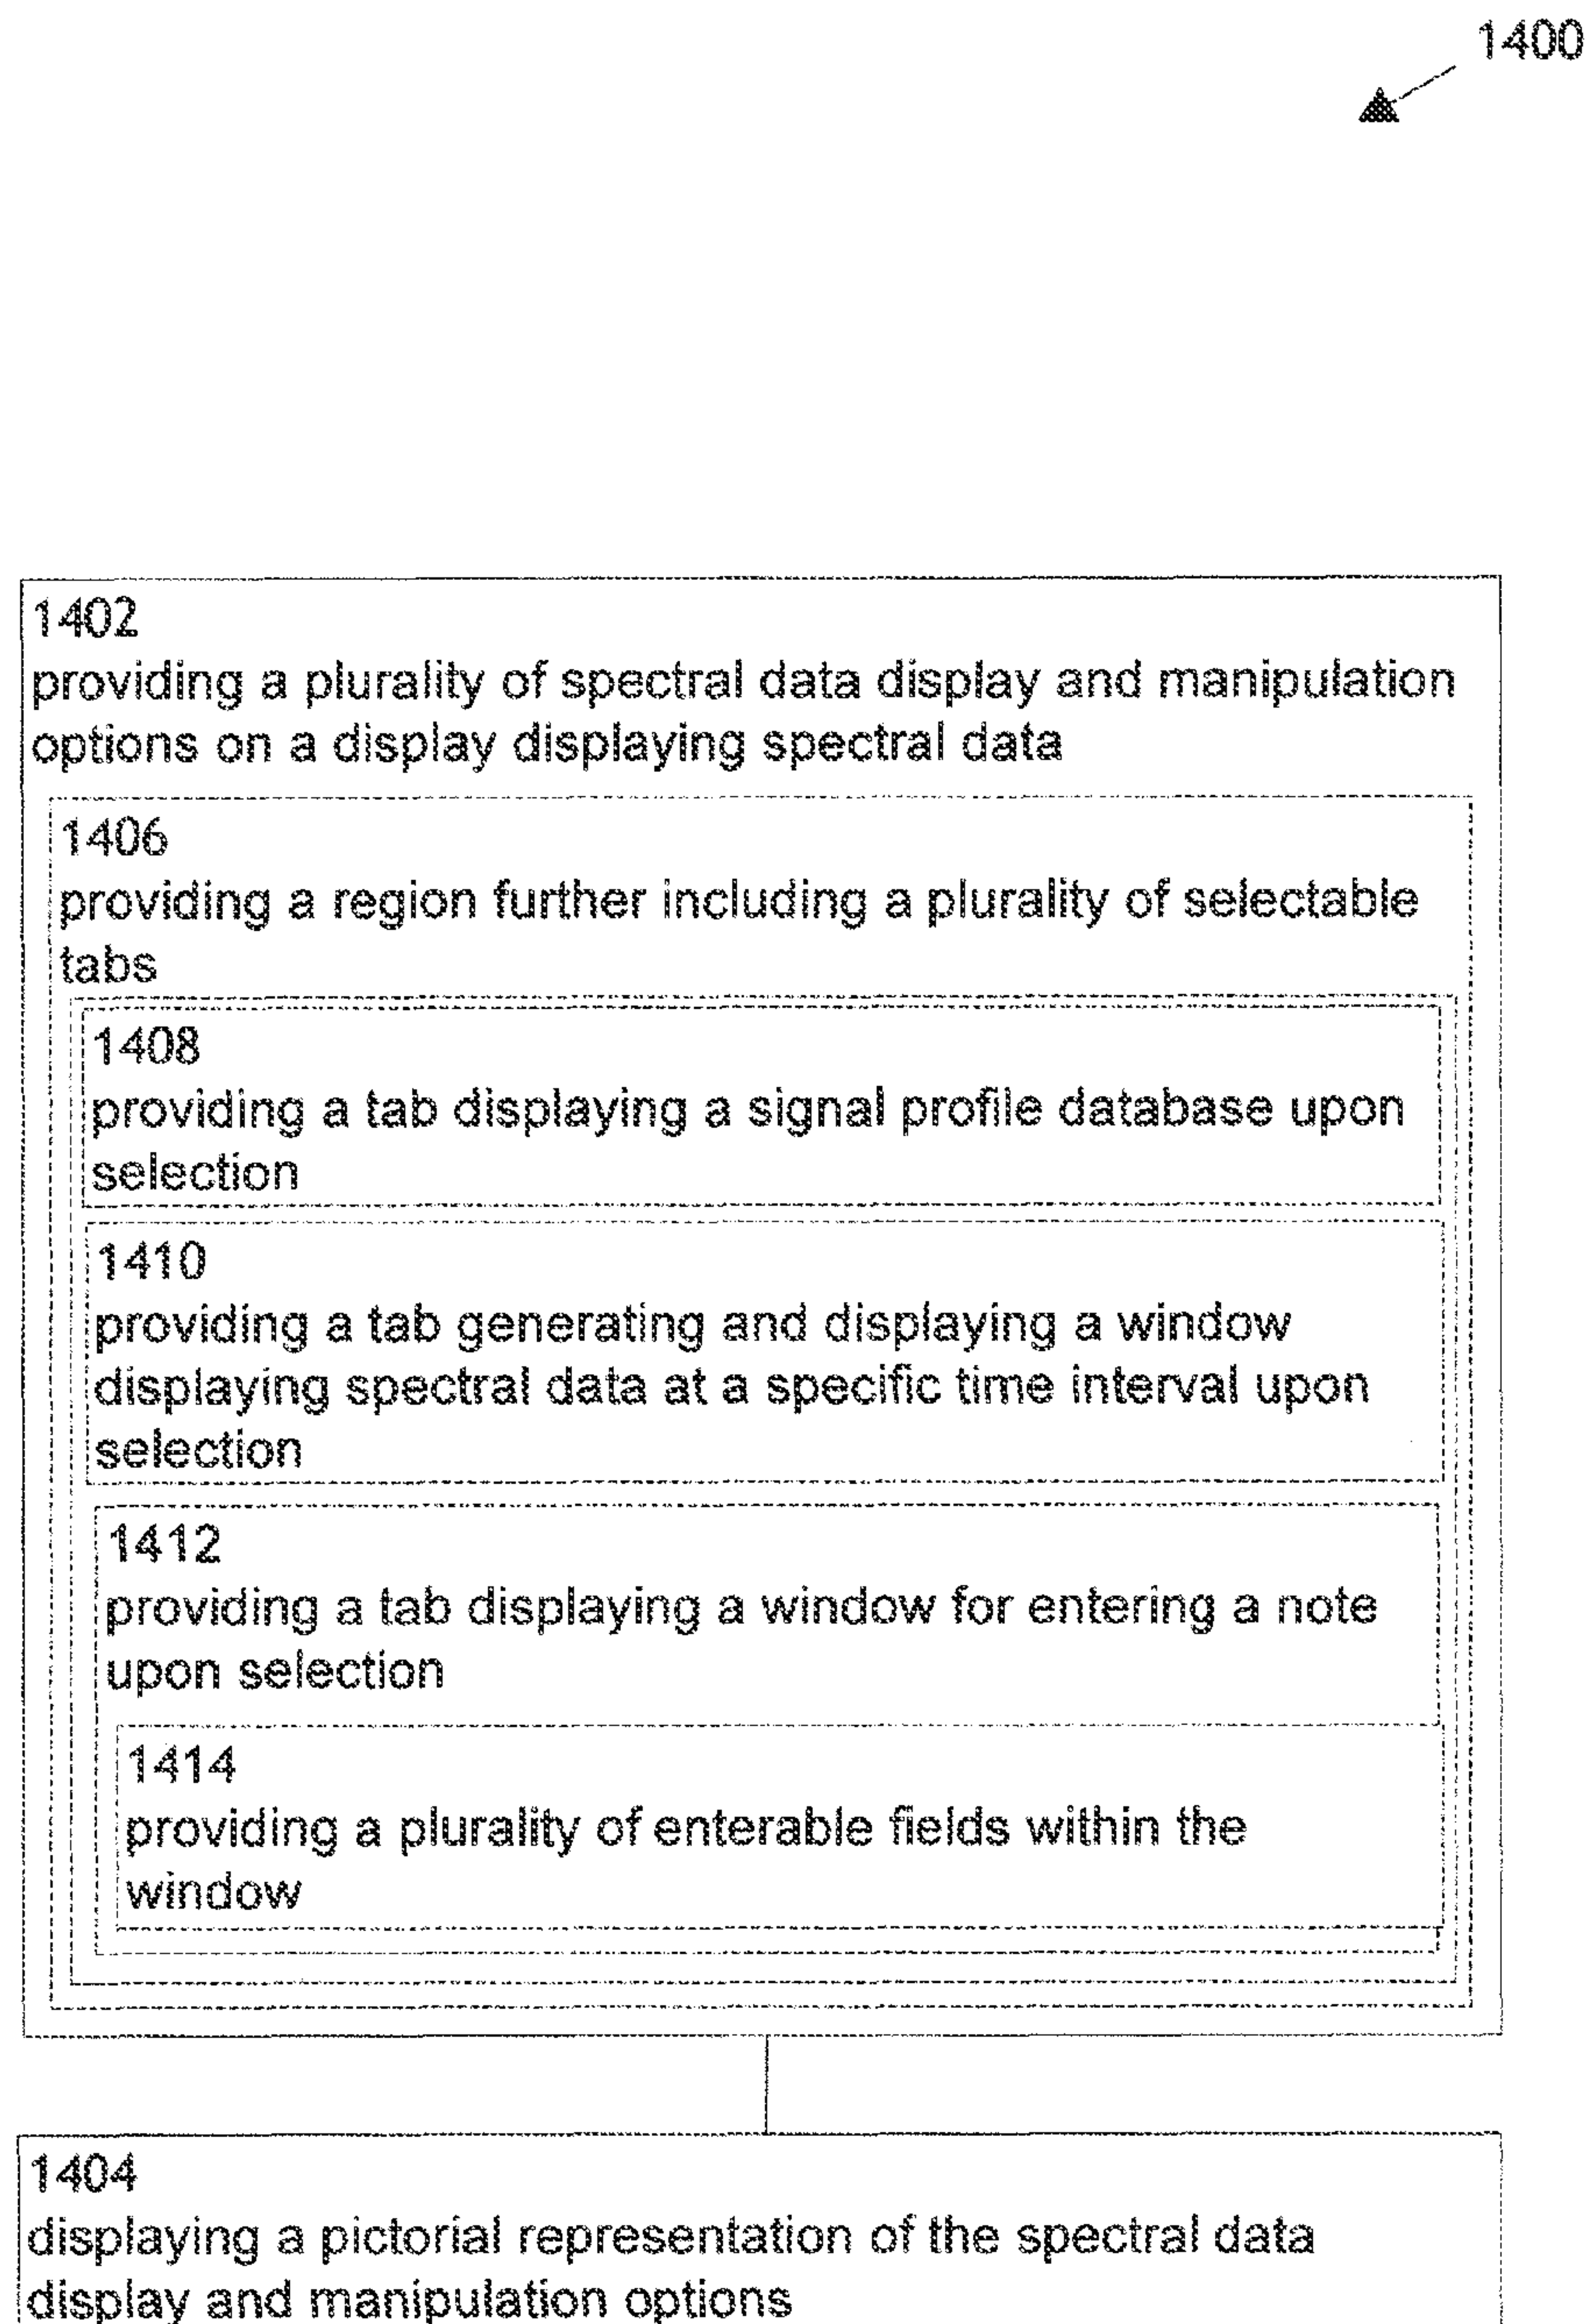 1400
1402
providing a plurality of spectral data display and manipulation
options on a display displaying spectral data
1406
providing a region further including a plurality of selectable
tabs
1408
providing a tab displaying a signal profile database upon
selection
1410
providing a tab generating and displaying a window
displaying spectral data at a specific time interval upon
selection
1412
providing a tab displaying a window for entering a note
upon selection
1414
providing a plurality of enterable fields within the
window
1404
displaying a pictorial representation of the spectral data
display and manipulation options